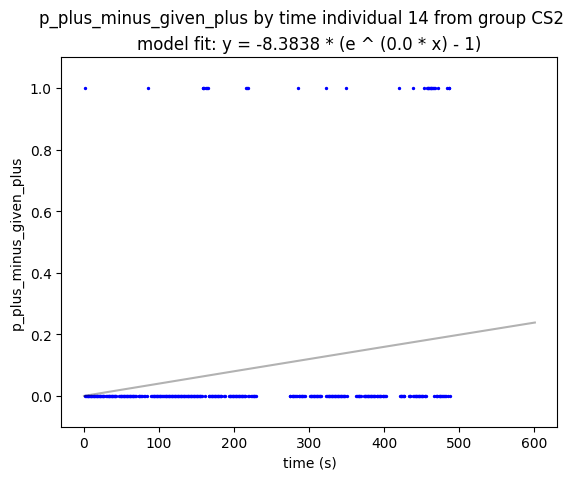 p_plus_minus_given_plus by time individual 14 from group CS2
model fit: y = -8.3838 * (e ^ (0.0 * x) - 1)
1.0
0.8
0.6
0.4
0.2
0.0
p_plus_minus_given_plus
0 100 200 300 400 500 600
time (s)